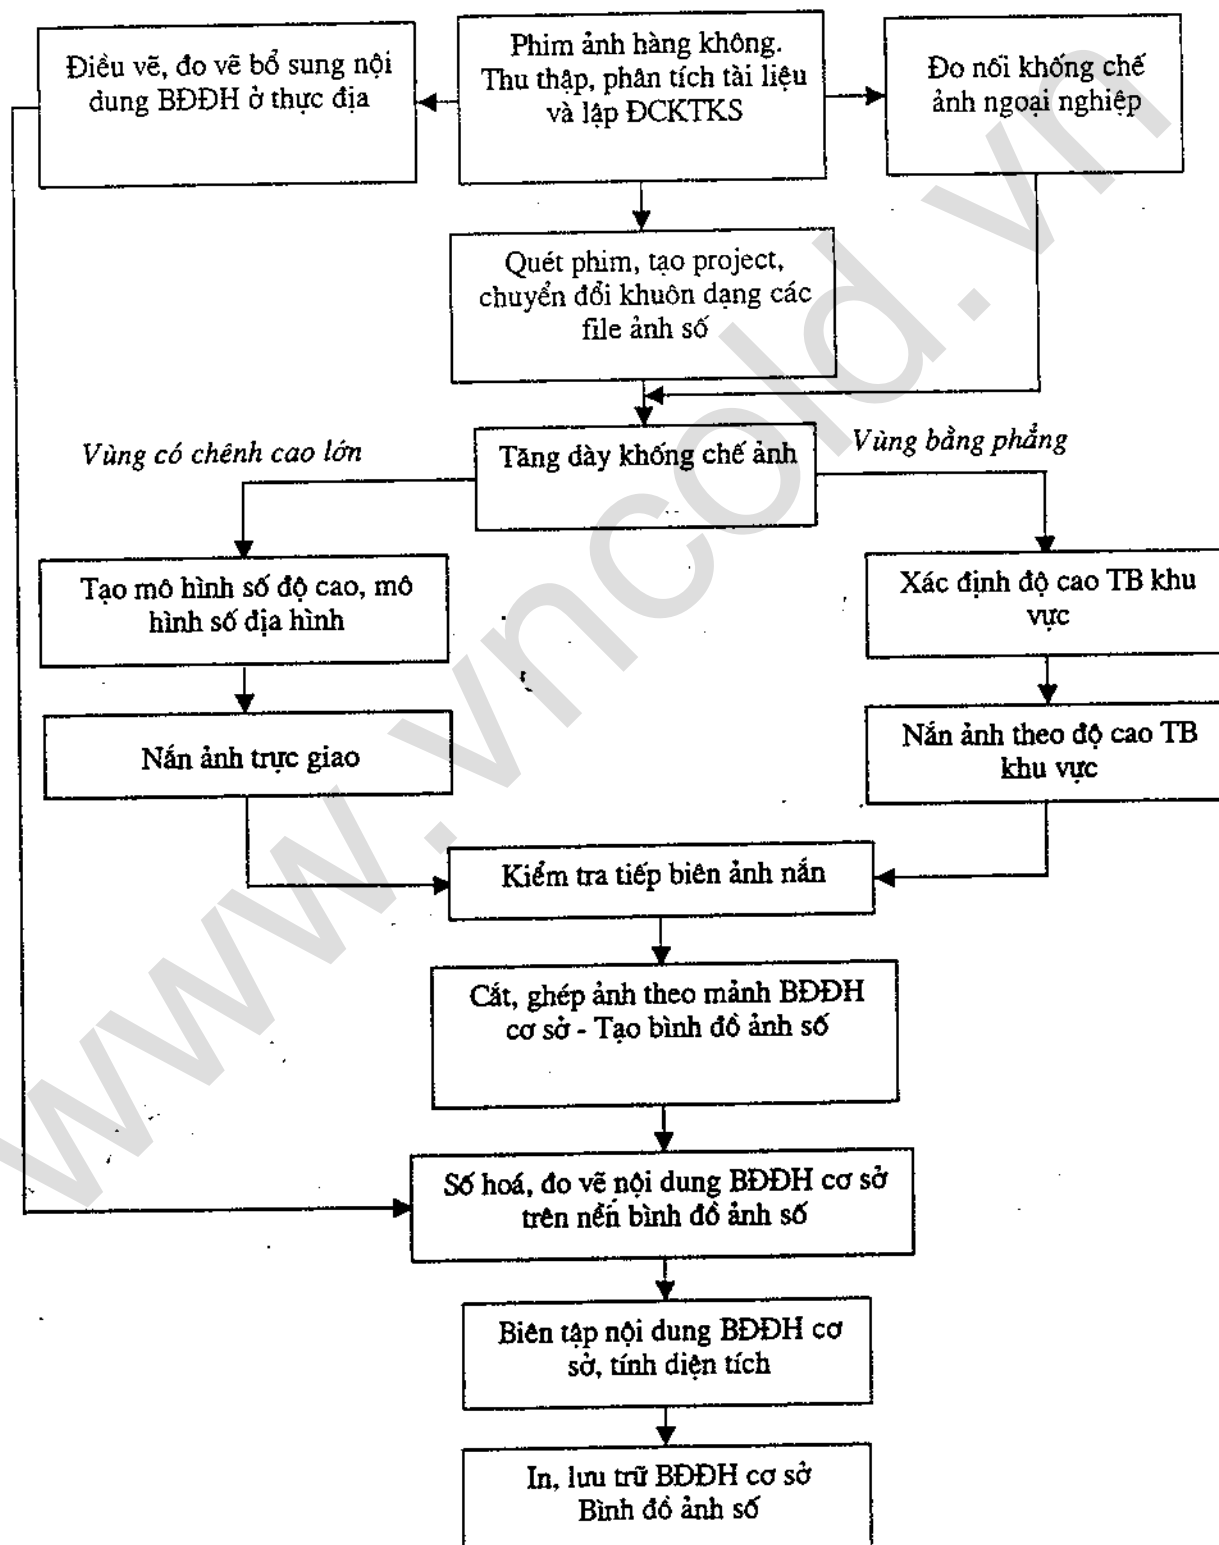 Điều vẽ, đo vẽ bổ sung nội
dung BĐĐH ở thực địa
Phim ảnh hàng không.
Thu thập, phân tích tài liệu
và lập ĐCKTKS
Đo nối khống chế
ảnh ngoại nghiệp
Quét phim, tạo project,
chuyển đổi khuôn dạng các
file ảnh số
Vùng có chênh cao lớn
Tăng dày khống chế ảnh
Vùng bằng phẳng
Tạo mô hình số độ cao, mô
hình số địa hình
Xác định độ cao TB khu
vực
Nắn ảnh trực giao
Nắn ảnh theo độ cao TB
khu vực
Kiểm tra tiếp biên ảnh nắn
Cắt, ghép ảnh theo mảnh BĐĐH
cơ sở - Tạo bình đồ ảnh số
Số hoá, đo vẽ nội dung BĐĐH cơ sở
trên nền bình đồ ảnh số
Biên tập nội dung BĐĐH cơ
sở, tính diện tích
In, lưu trữ BĐĐH cơ sở
Bình đồ ảnh số
www.vncold.vn